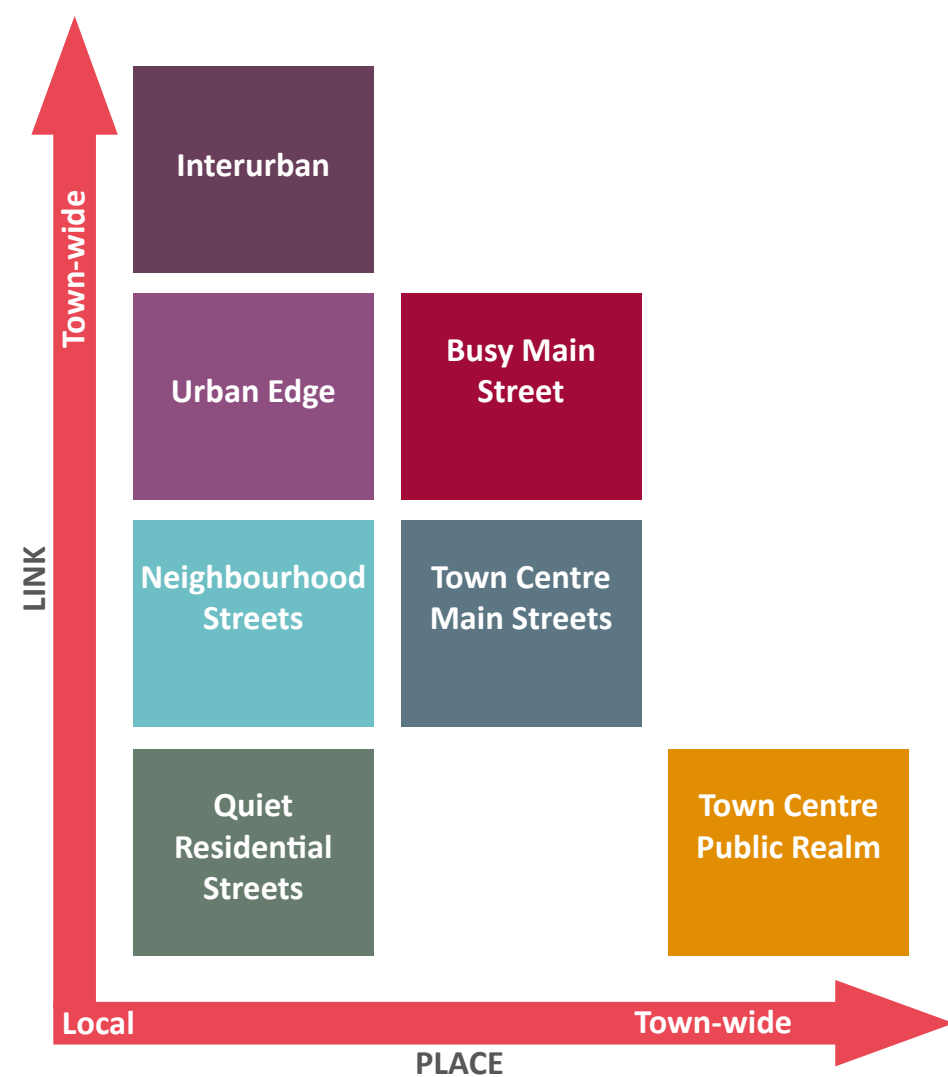 Interurban
Town-wide
Urban Edge
Busy Main
Street
LINK
Neighbourhood
Streets
Town Centre
Main Streets
Quiet
Residential
Streets
Town Centre
Public Realm
Local
Town-wide
PLACE